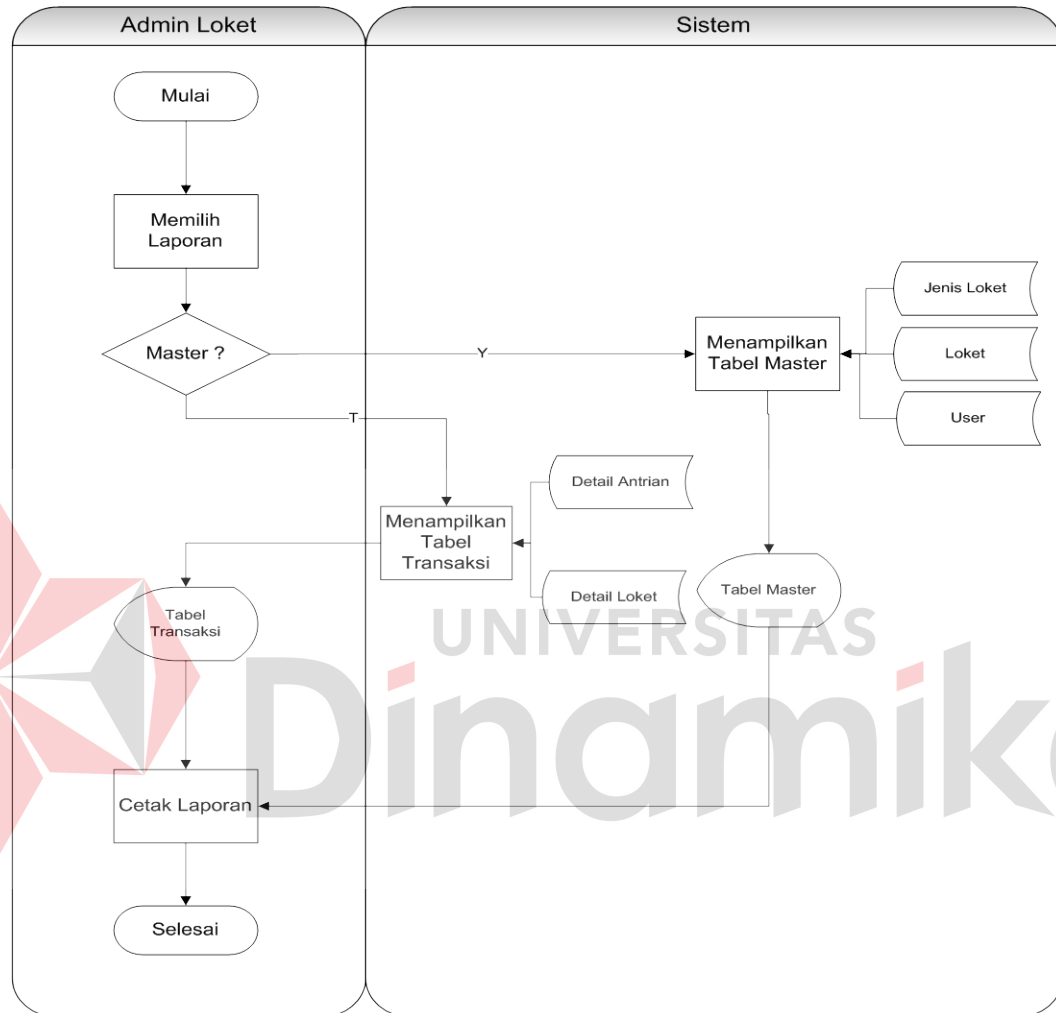 Admin Loket
Sistem
Mulai
Memilih
Laporan
Jenis Loket
Master ?
Y
Menampilkan
Tabel Master
Loket
User
T
Detail Antrian
Menampilkan
Tabel
Transaksi
Detail Loket
Tabel Master
Tabel
Transaksi
UNIVERSITAS
Dinamika
Cetak Laporan
Selesai